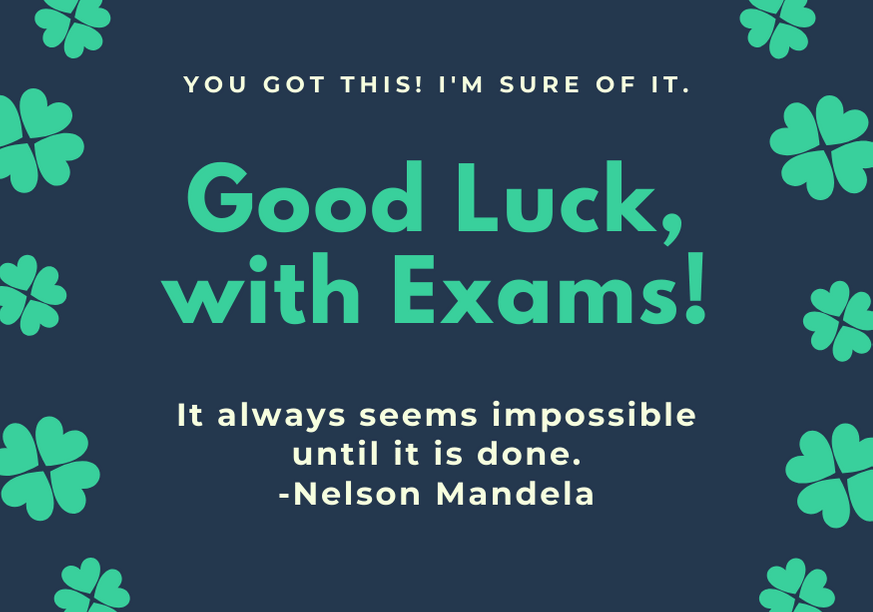 YOU GOT THIS! I'M SURE OF IT.
Good Luck,
with Exams!
It always seems impossible
until it is done.
-Nelson Mandela